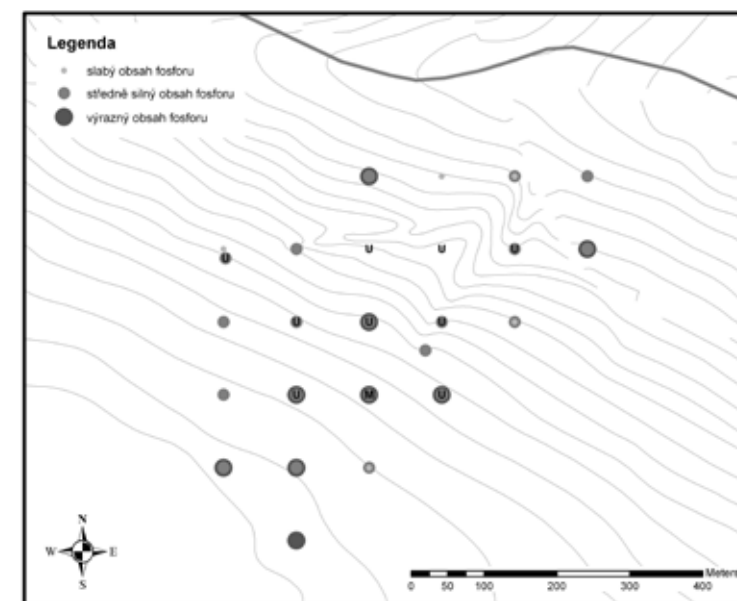 Legenda
slabý obsah fosforu
středně silný obsah fosforu
výrazný obsah fosforu
U U U
U
U U U
U M U
N
W E
S
Meters
0 50 100 200 300 400